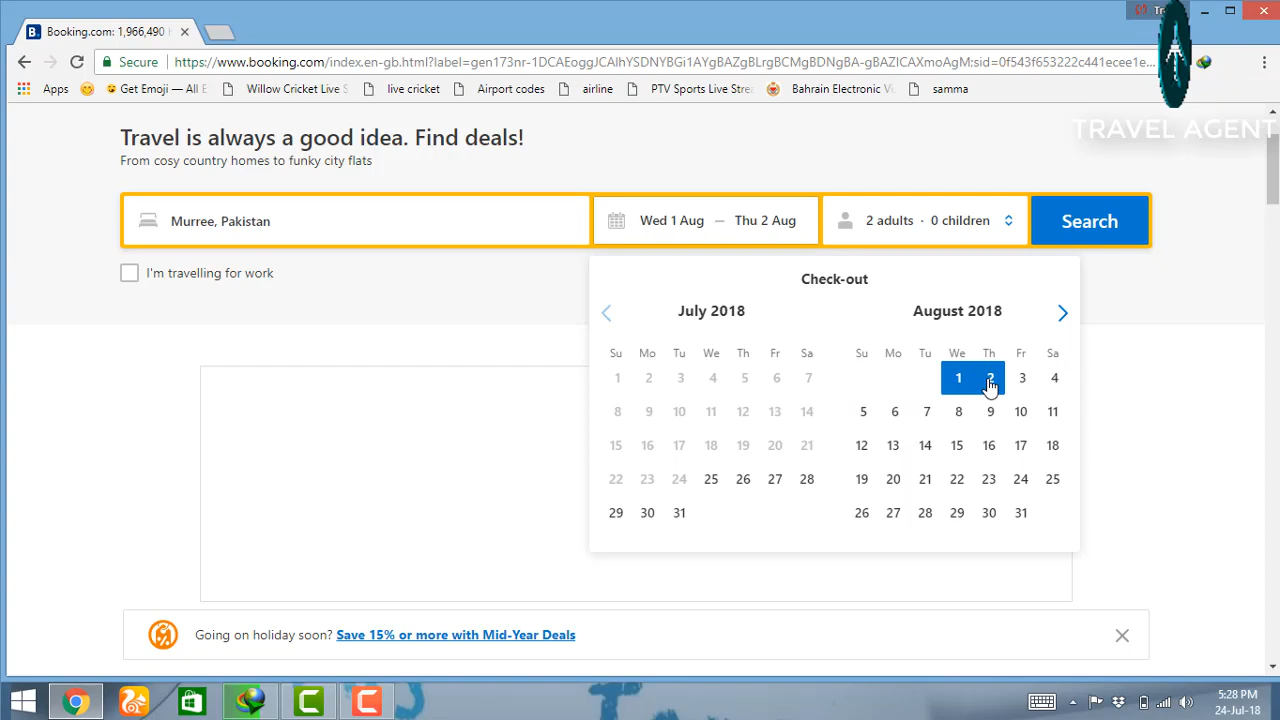 Tr
B. Booking.com: 1,966,490
Secure https://www.booking.com/index.en-gb.html?label=gen173nr-1DCAEoggJCAlhYSDNYBGi1AYgBAZgBLrgBCMgBDNgBA-gBAZICAXmoAgM;sid=0f543f653222c441ecee1e...
Apps Get Emoji — All E Willow Cricket Live S live cricket Airport codes airline PTV Sports Live Stre Bahrain Electronic Vi samma
TRAVEL AGENT
Travel is always a good idea. Find deals!
From cosy country homes to funky city flats
Murree, Pakistan Wed 1 Aug — Thu 2 Aug 2 adults · 0 children Search
I'm travelling for work
Check-out
July 2018 August 2018
Su Mo Tu We Th Fr Sa Su Mo Tu We Th Fr Sa
1 2 3 4 5 6 7 1 2 3 4
8 9 10 11 12 13 14 5 6 7 8 9 10 11
15 16 17 18 19 20 21 12 13 14 15 16 17 18
22 23 24 25 26 27 28 19 20 21 22 23 24 25
29 30 31 26 27 28 29 30 31
Going on holiday soon? Save 15% or more with Mid-Year Deals
5:28 PM
24-Jul-18